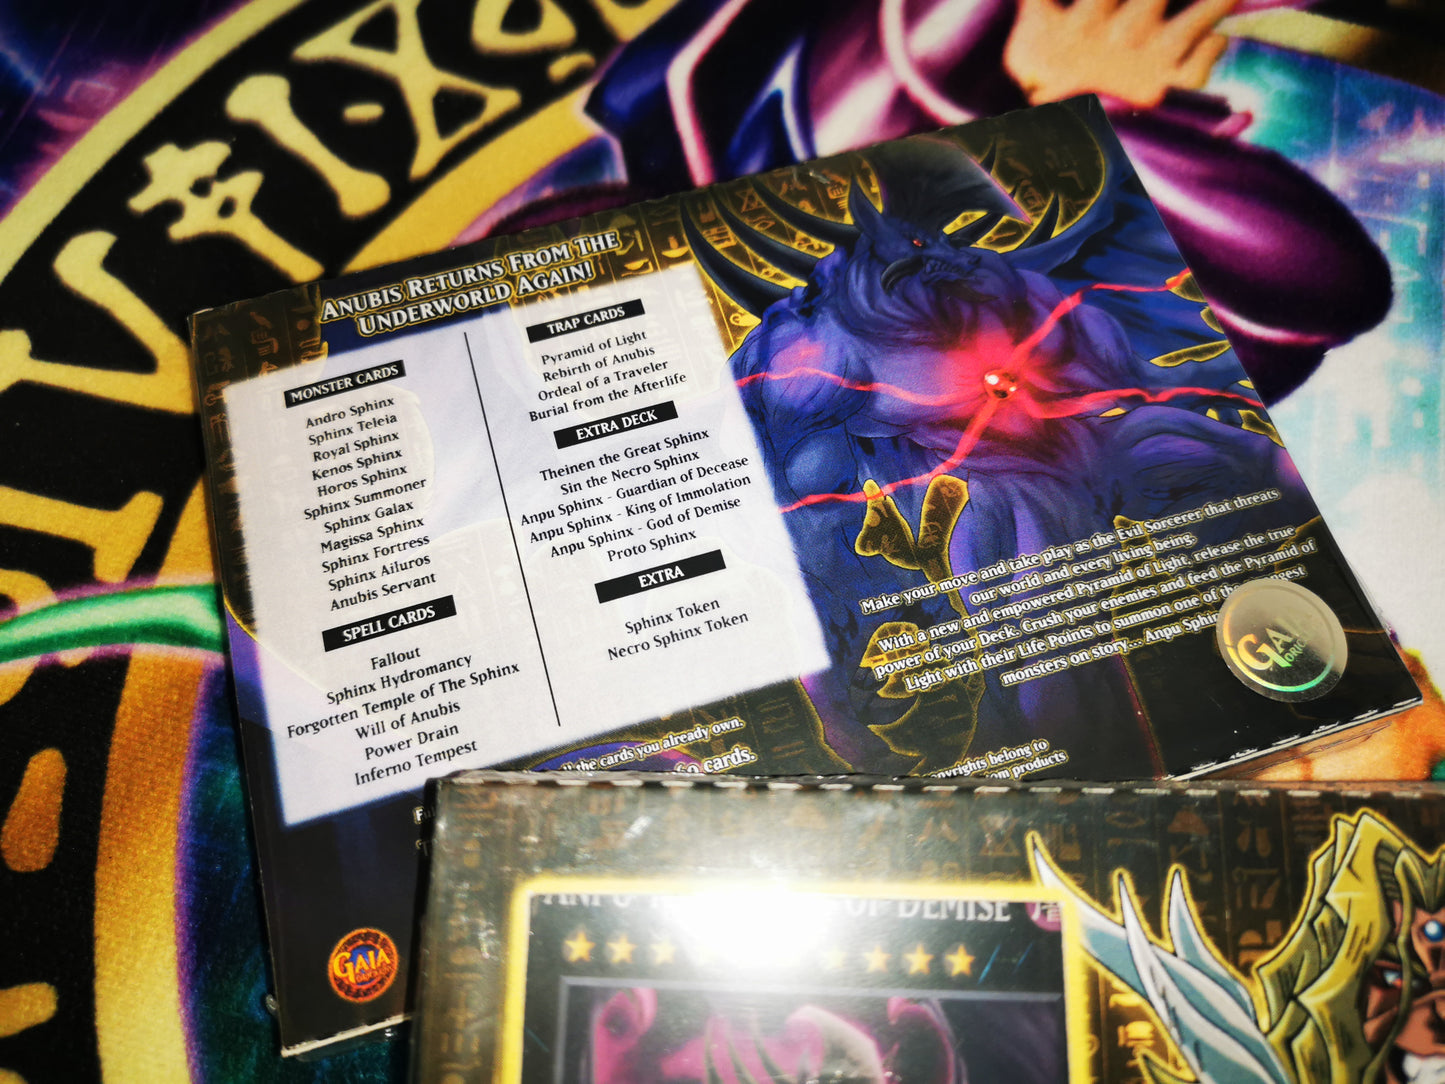 ANUBIS RETURNS FROM THE
UNDERWORLD AGAIN!
MONSTER CARDS
Andro Sphinx
Sphinx Teleia
Royal Sphinx
Kenos Sphinx
Horos Sphinx
Sphinx Summoner
Sphinx Galax
Magissa Sphinx
Sphinx Fortress
Sphinx Ailuros
Anubis Servant
SPELL CARDS
Fallout
Sphinx Hydromancy
Forgotten Temple of The Sphinx
Will of Anubis
Power Drain
Inferno Tempest
TRAP CARDS
Pyramid of Light
Rebirth of Anubis
Ordeal of a Traveler
Burial from the Afterlife
EXTRA DECK
Theinen the Great Sphinx
Sin the Necro Sphinx
Anpu Sphinx - Guardian of Decease
Anpu Sphinx - King of Immolation
Anpu Sphinx - God of Demise
Proto Sphinx
EXTRA
Sphinx Token
Necro Sphinx Token
Make your move and take play as the Evil Sorcerer that threats
our world and every living being.
With a new and empowered Pyramid of Light, release the true
power of your Deck. Crush your enemies and feed the Pyramid of
Light with their Life Points to summon one of the
monsters on story... Anpu Sphinx
GAIA
the cards you already own.
60 cards.
copyrights belong to
products
GAIA
OF DEMISE